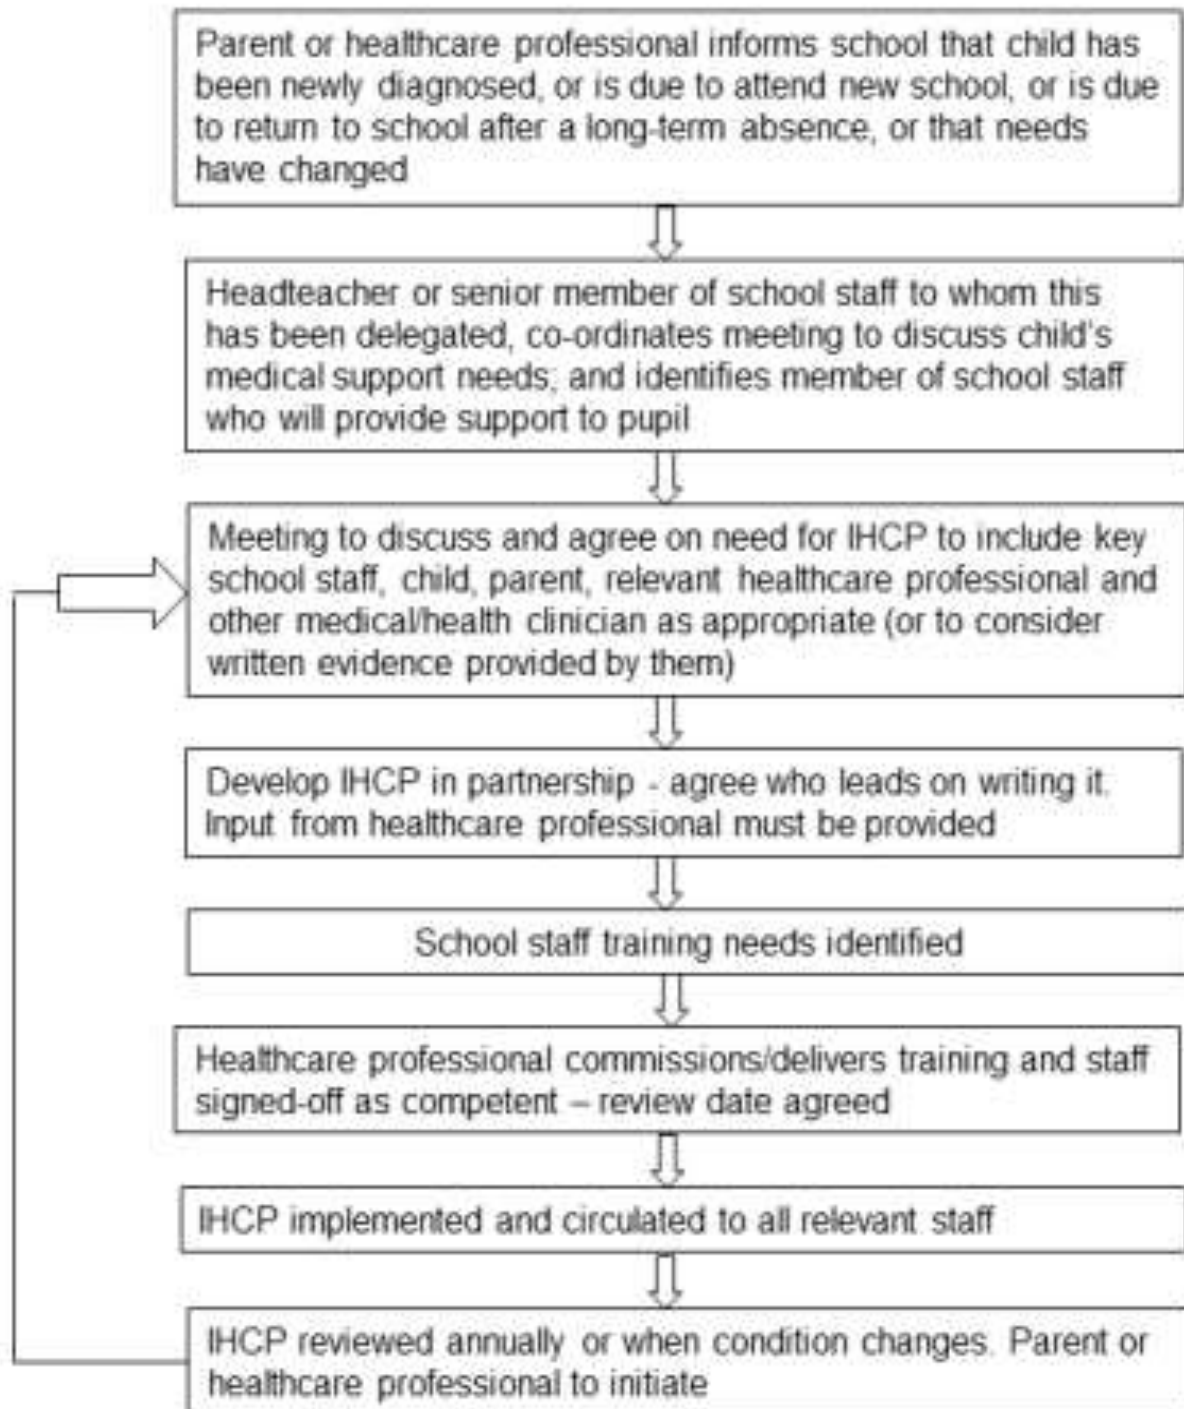 Parent or healthcare professional informs school that child has
been newly diagnosed, or is due to attend new school, or is due
to return to school after a long-term absence, or that needs
have changed
Headteacher or senior member of school staff to whom this
has been delegated, co-ordinates meeting to discuss child's
medical support needs; and identifies member of school staff
who will provide support to pupil
Meeting to discuss and agree on need for IHCP to include key
school staff, child, parent, relevant healthcare professional and
other medical/health clinician as appropriate (or to consider
written evidence provided by them)
Develop IHCP in partnership - agree who leads on writing it.
Input from healthcare professional must be provided
School staff training needs identified
Healthcare professional commissions/delivers training and staff
signed-off as competent – review date agreed
IHCP implemented and circulated to all relevant staff
IHCP reviewed annually or when condition changes. Parent or
healthcare professional to initiate